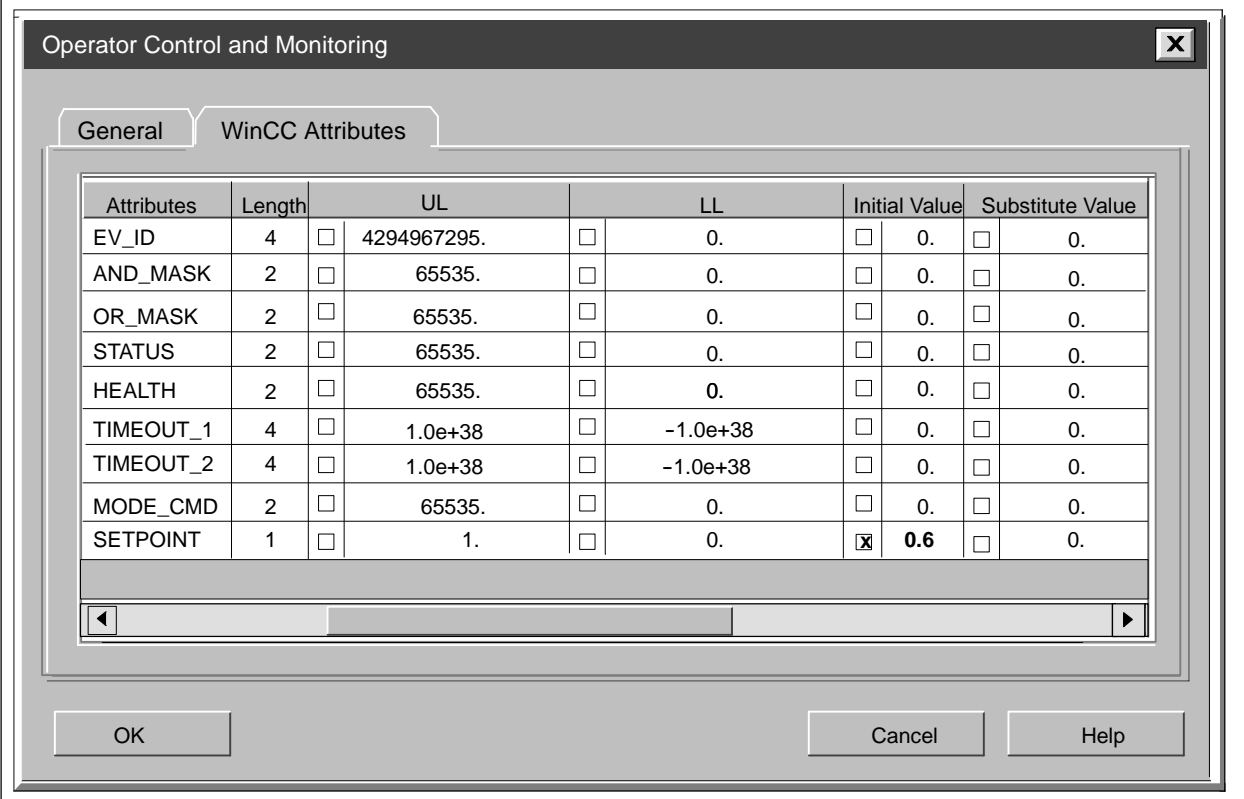 Operator Control and Monitoring X
General WinCC Attributes
Attributes Length UL LL Initial Value Substitute Value
EV_ID 4 4294967295. 0. 0. 0.
AND_MASK 2 65535. 0. 0. 0.
OR_MASK 2 65535. 0. 0. 0.
STATUS 2 65535. 0. 0. 0.
HEALTH 2 65535. 0. 0. 0.
TIMEOUT_1 4 1.0e+38 -1.0e+38 0. 0.
TIMEOUT_2 4 1.0e+38 -1.0e+38 0. 0.
MODE_CMD 2 65535. 0. 0. 0.
SETPOINT 1 1. 0. x 0.6 0.
OK Cancel Help